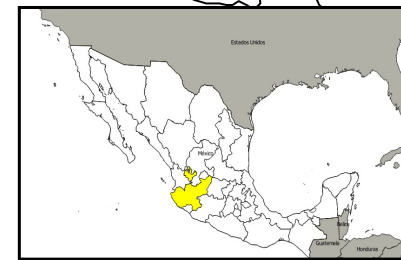 Estados Unidos
México
Belice
Guatemala
Honduras